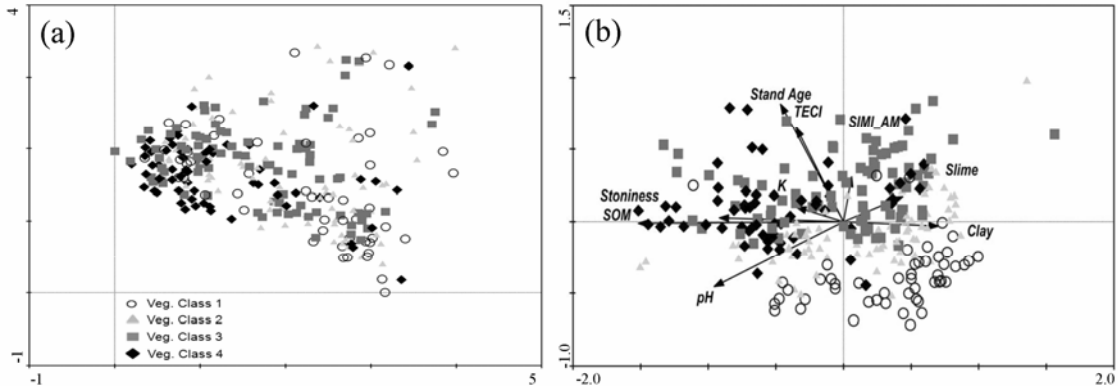 4
(a)
Veg. Class 1
Veg. Class 2
Veg. Class 3
Veg. Class 4
-1
-1
5
1.5
(b)
Stand Age
TECI
SIMI_AM
K
Slime
Stoniness
SOM
Clay
pH
-1.0
-2.0
2.0